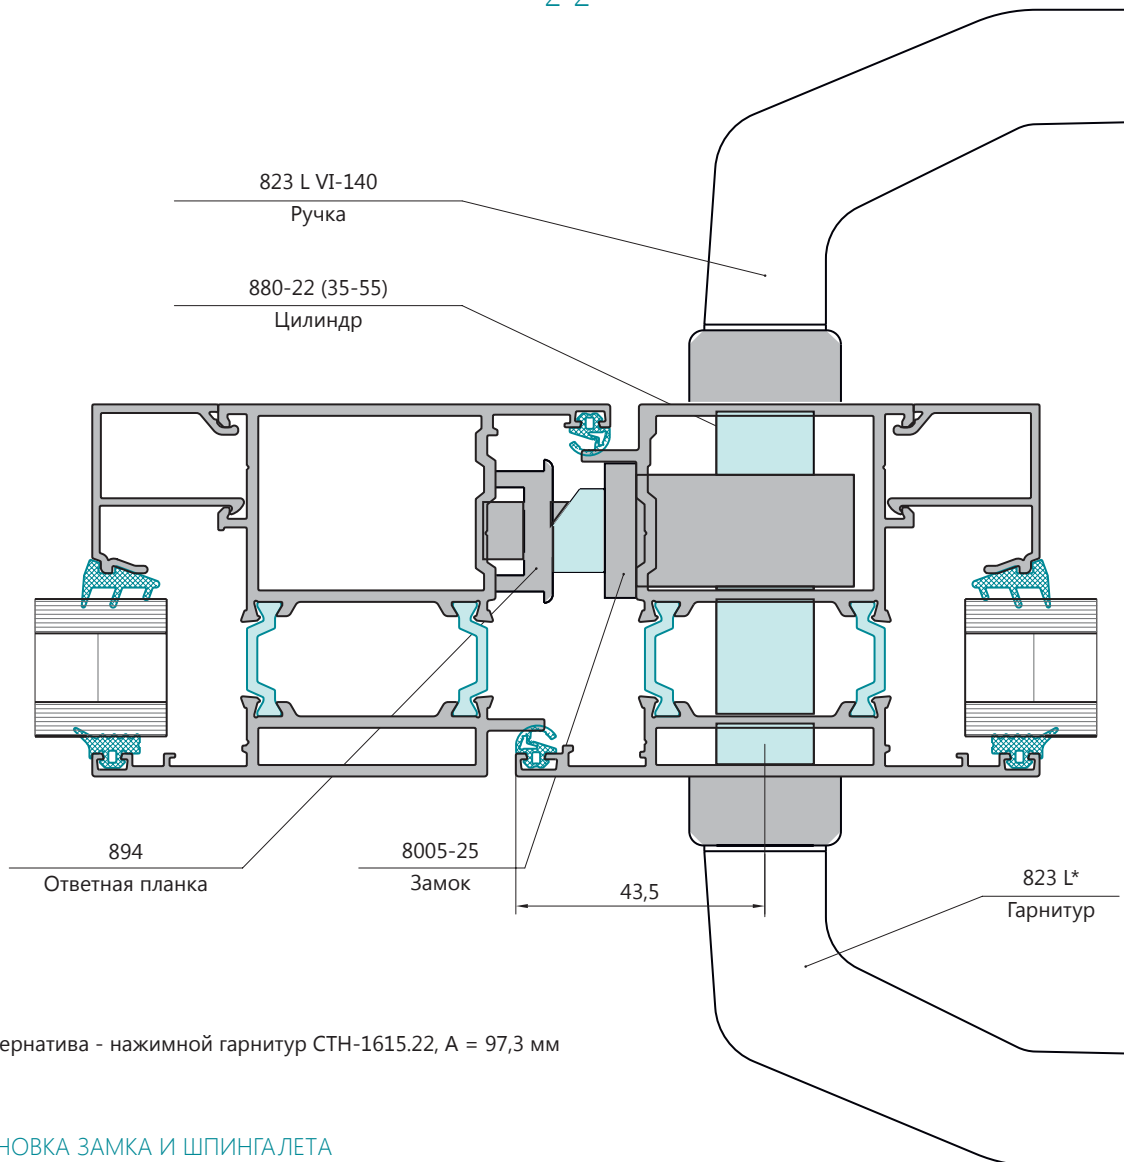 823 L VI-140
Ручка
880-22 (35-55)
Цилиндр
894
Ответная планка
8005-25
Замок
43,5
823 L*
Гарнитур
ернатива - нажимной гарнитур СТН-1615.22, А = 97,3 мм
НОВКА ЗАМКА И ШПИНГАЛЕТА